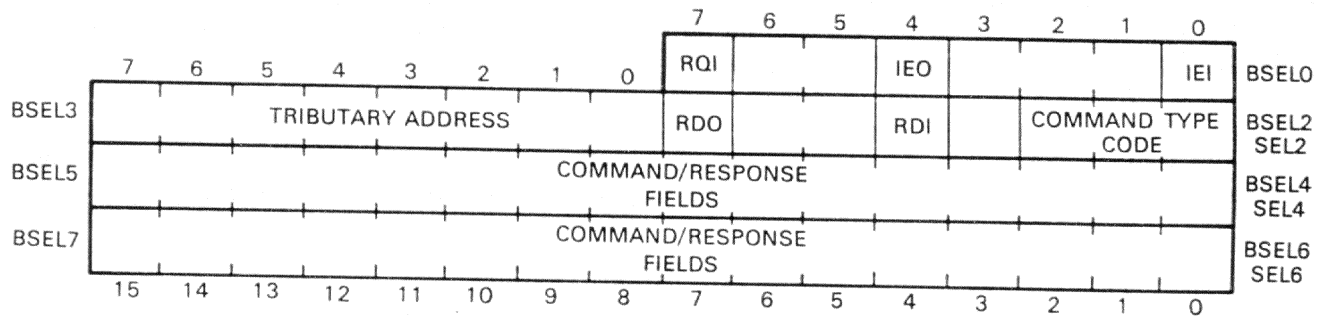 7 6 5 4 3 2 1 0
RQI IEO IEI BSEL0
7 6 5 4 3 2 1 0
BSEL3 TRIBUTARY ADDRESS RDO RDI COMMAND TYPE BSEL2
CODE SEL2
BSEL5 COMMAND/RESPONSE BSEL4
FIELDS SEL4
BSEL7 COMMAND/RESPONSE BSEL6
FIELDS SEL6
15 14 13 12 11 10 9 8 7 6 5 4 3 2 1 0